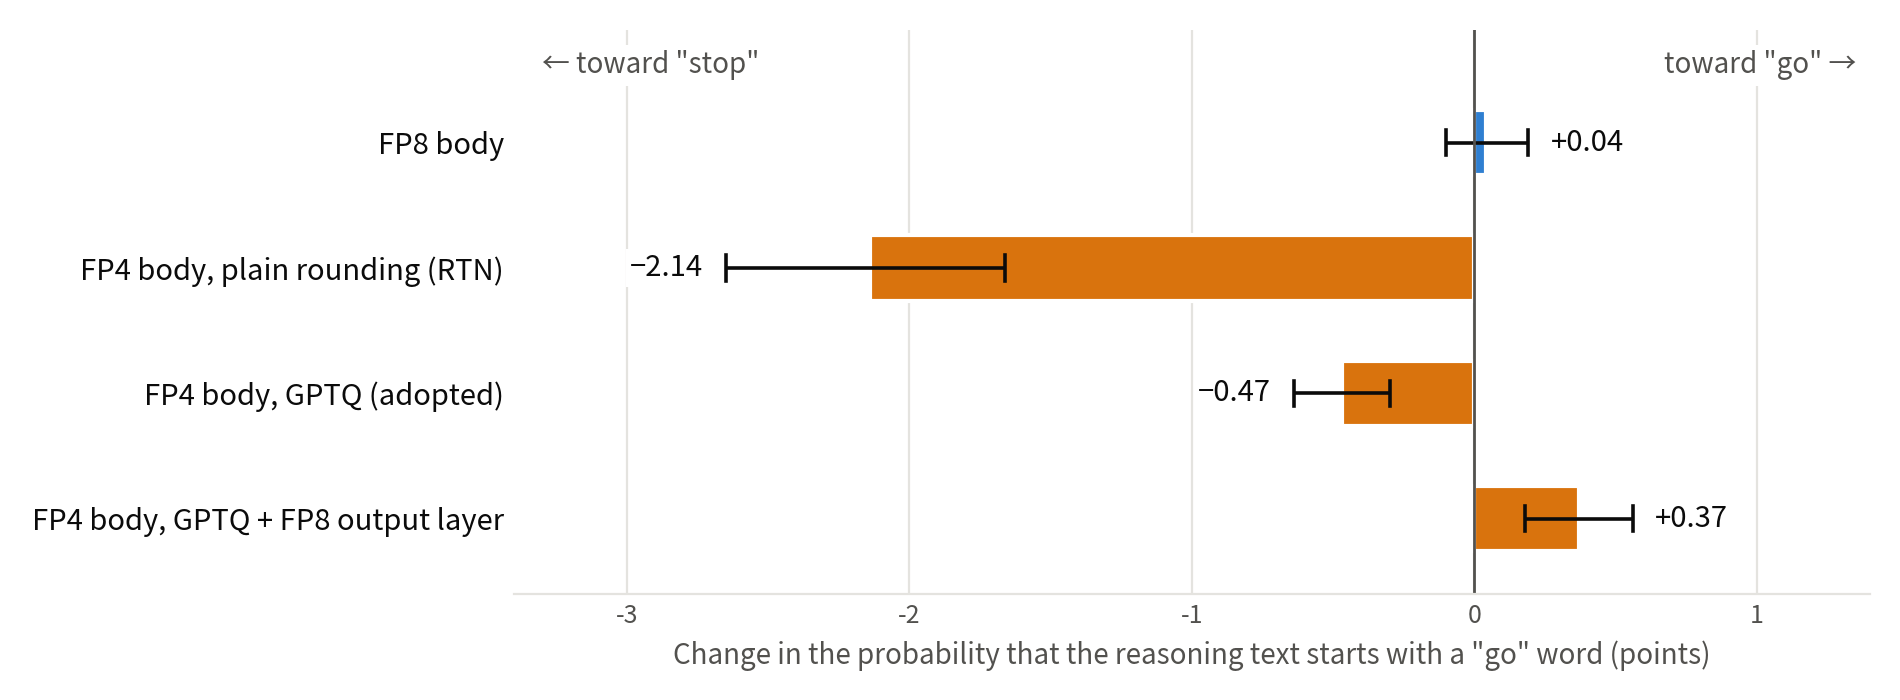 ← toward "stop"
toward "go" →
FP8 body
+0.04
FP4 body, plain rounding (RTN)
−2.14
FP4 body, GPTQ (adopted)
−0.47
FP4 body, GPTQ + FP8 output layer
+0.37
-3
-2
-1
0
1
Change in the probability that the reasoning text starts with a "go" word (points)